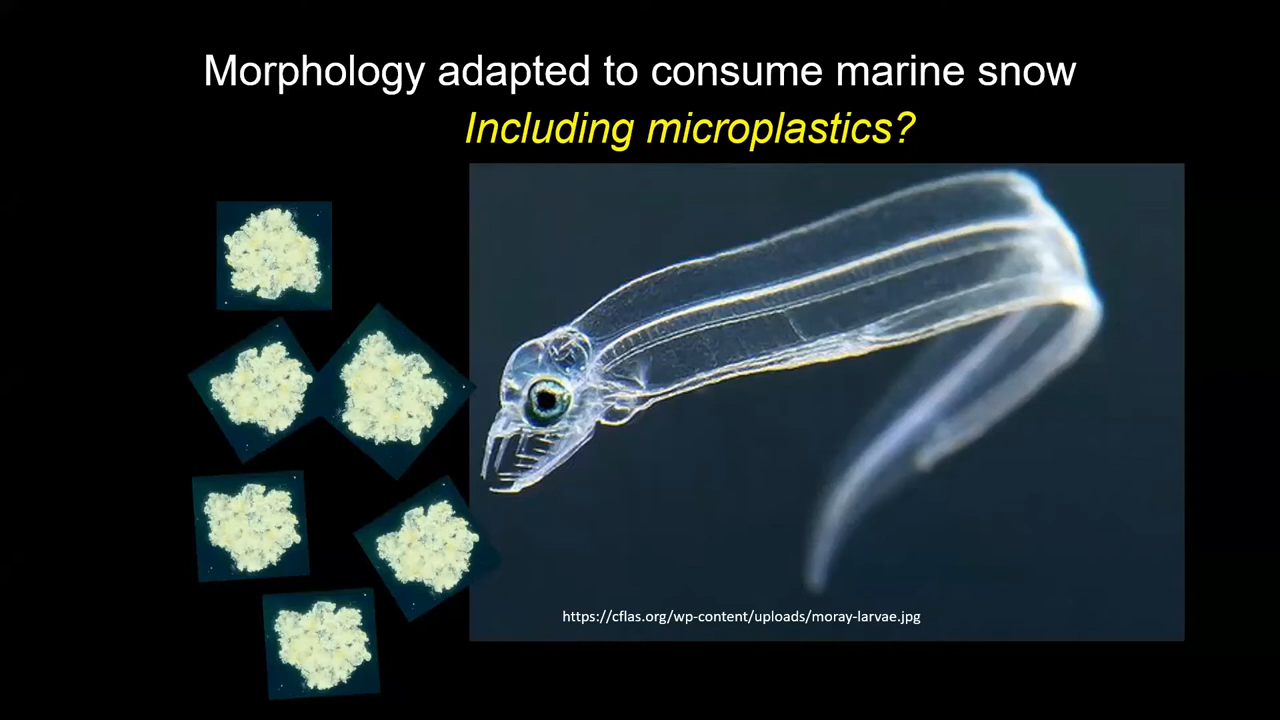 Morphology adapted to consume marine snow
Including microplastics?
https://cflas.org/wp-content/uploads/moray-larvae.jpg